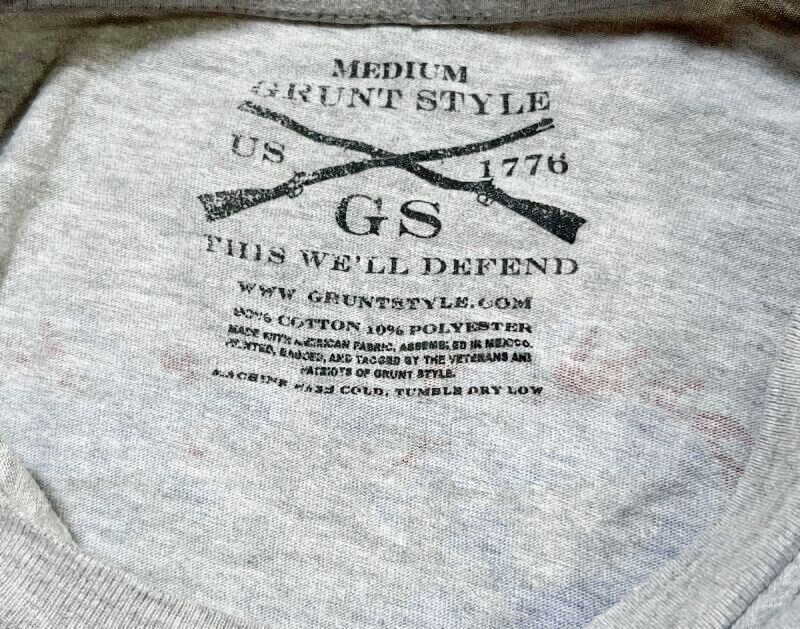 MEDIUM
GRUNT STYLE
US 1776
GS
THIS WE'LL DEFEND
WWW.GRUNTSTYLE.COM
90% COTTON 10% POLYESTER
MADE WITH AMERICAN FABRIC, ASSEMBLED IN MEXICO.
PRINTED, BAGGED, AND TAGGED BY THE VETERANS AND
PATRIOTS OF GRUNT STYLE.
MACHINE WASH COLD, TUMBLE DRY LOW